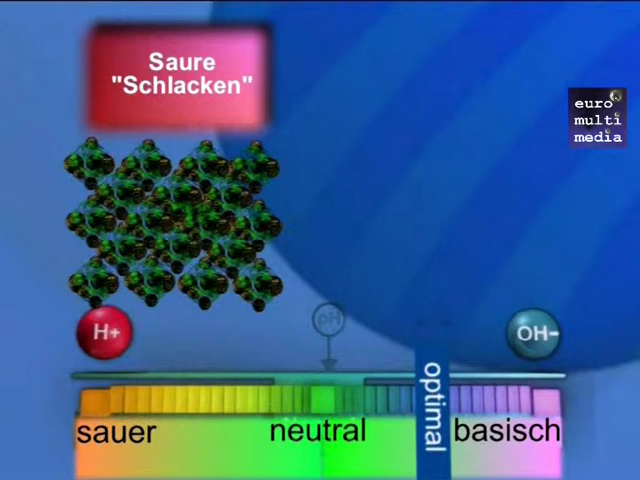 Saure
"Schlacken"
euro
multi
media
H+
pH
OH-
optimal
sauer
neutral
basisch